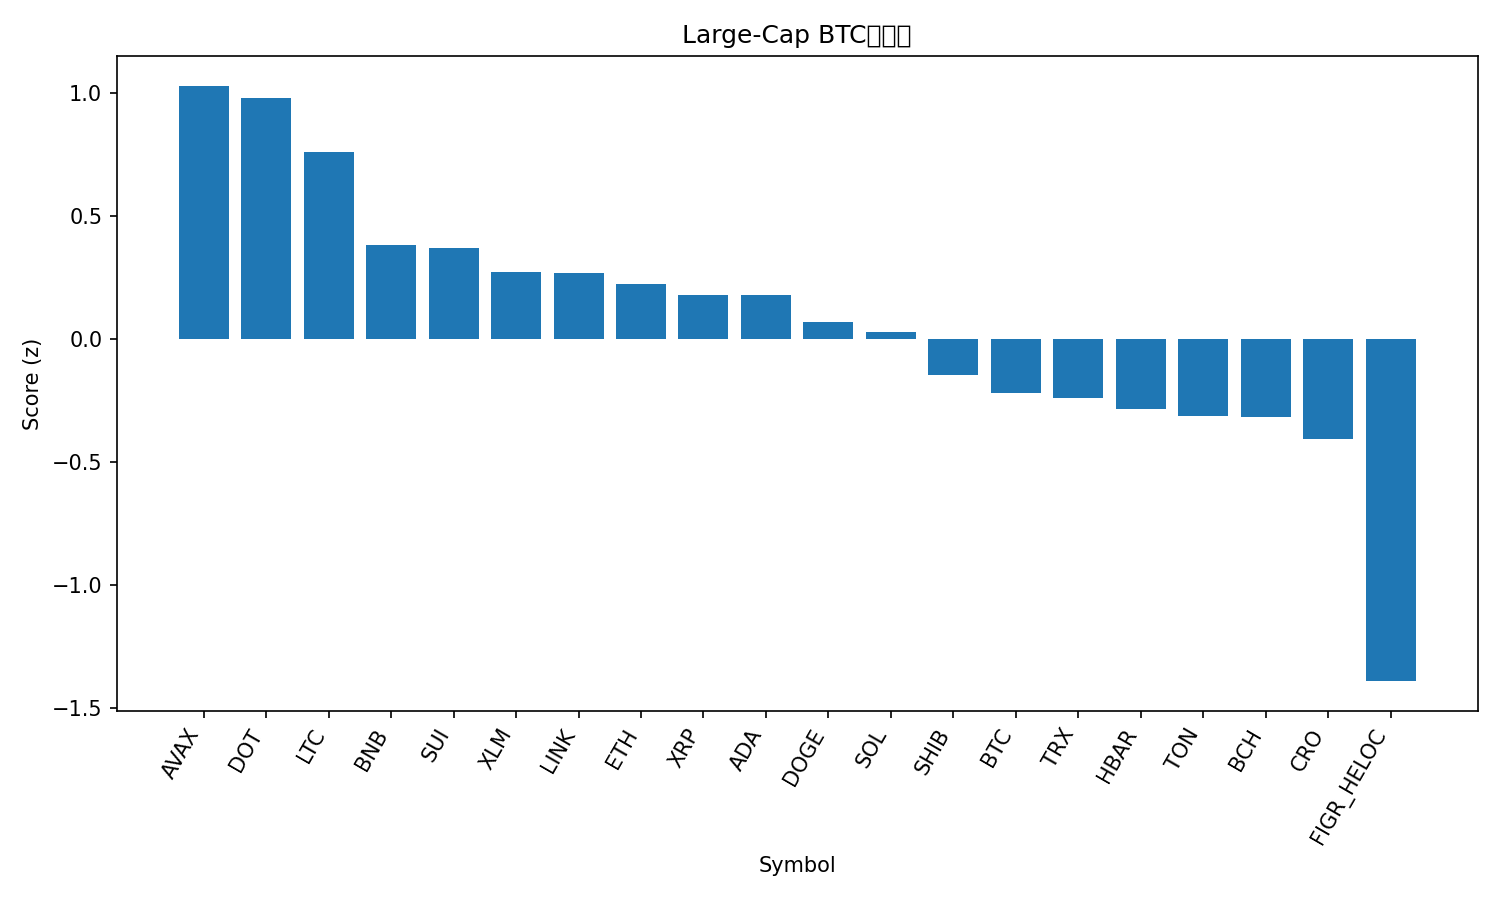 Large-Cap BTC
1.0
0.5
0.0
−0.5
−1.0
−1.5
Score (z)
AVAX
DOT
LTC
BNB
SUI
XLM
LINK
ETH
XRP
ADA
DOGE
SOL
SHIB
BTC
TRX
HBAR
TON
BCH
CRO
FIGR_HELOC
Symbol